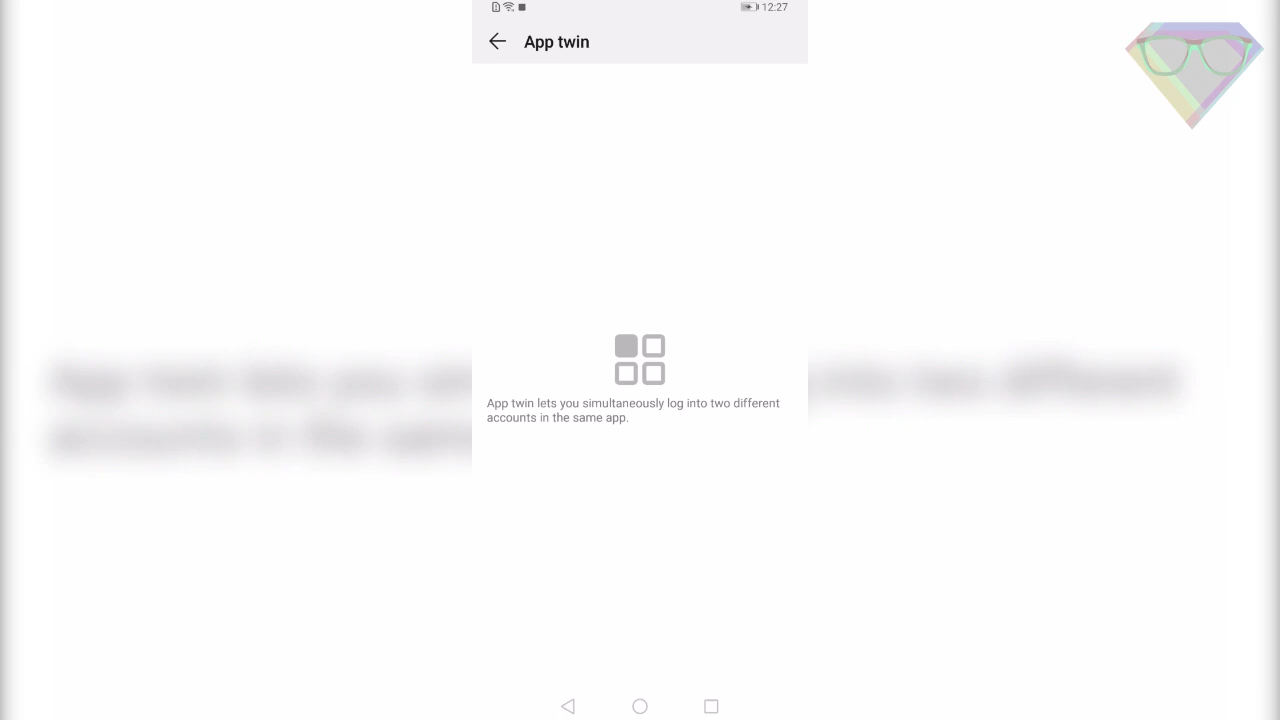 12:27
App twin
App twin lets you simultaneously log into two different
accounts in the same app.